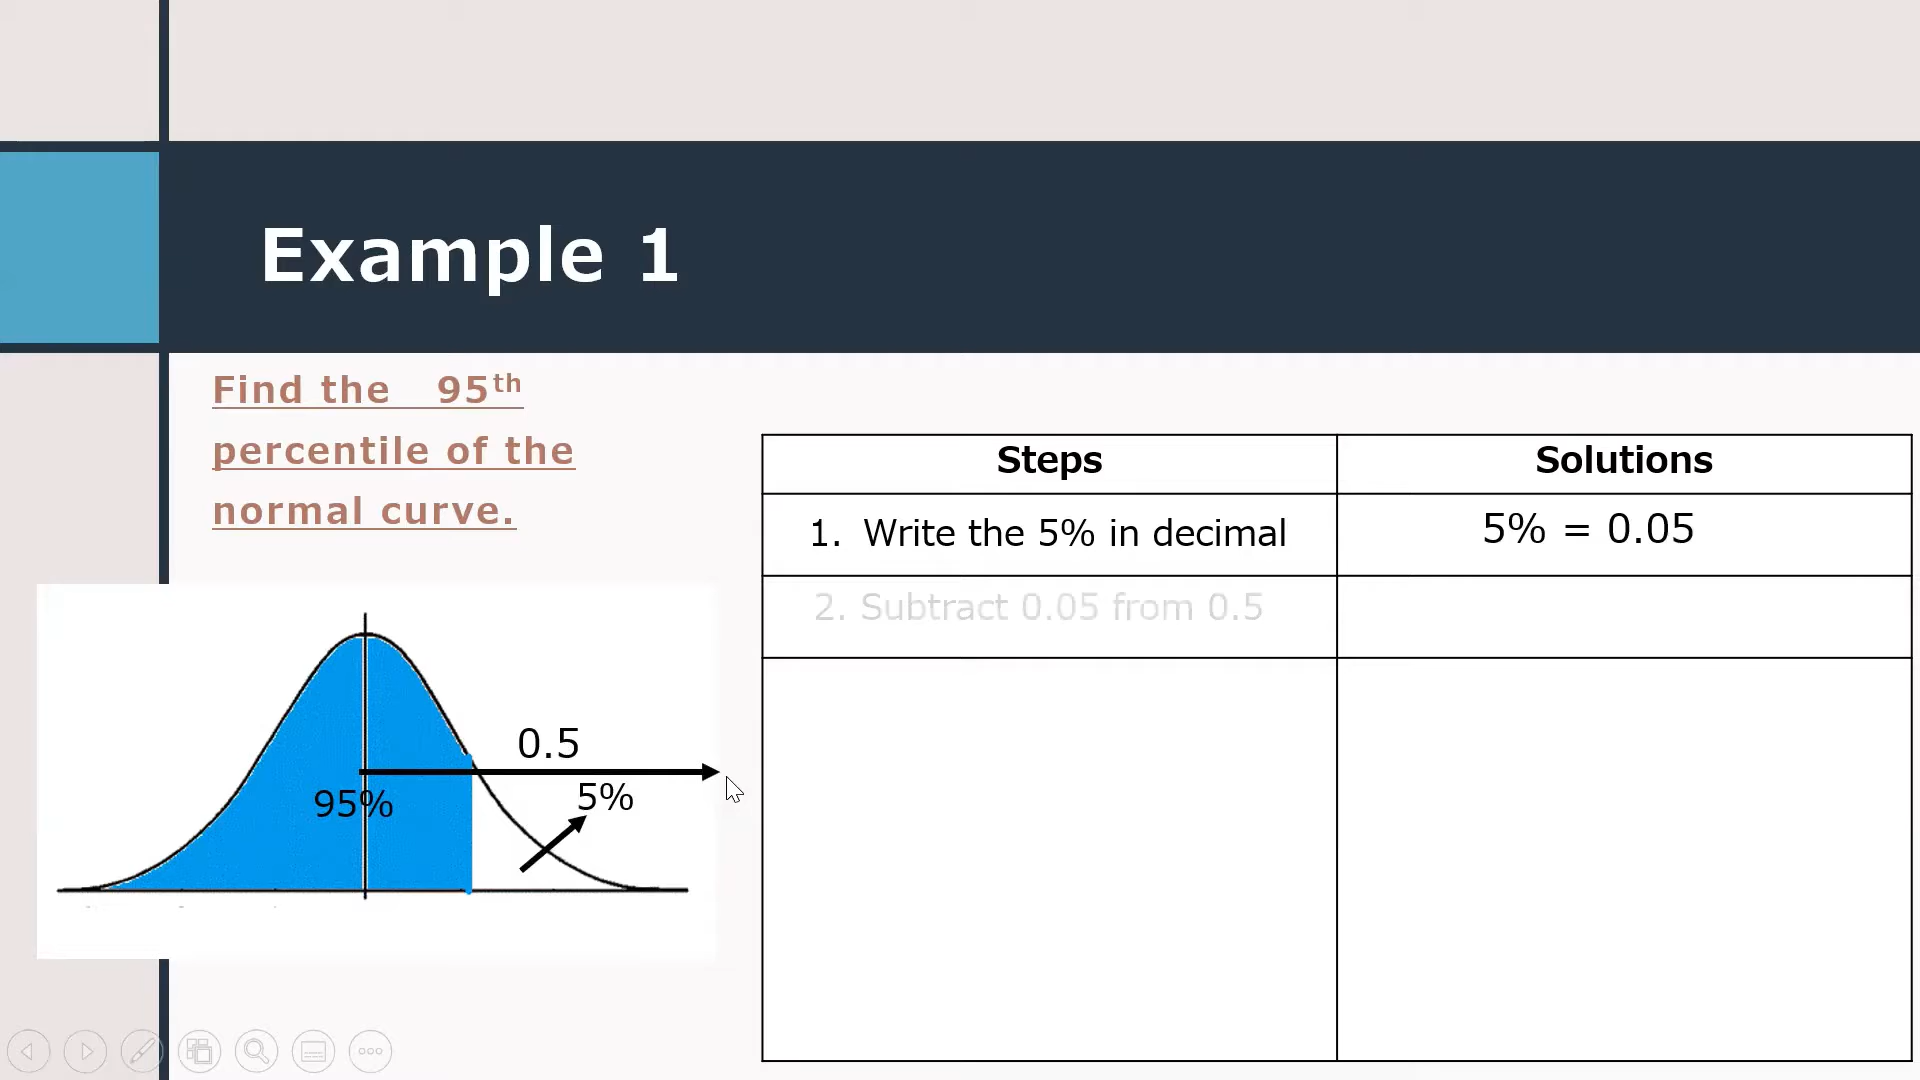 Example 1
Find the 95th
percentile of the
normal curve.
0.5
95%
5%
Steps
Solutions
1. Write the 5% in decimal
5% = 0.05
2. Subtract 0.05 from 0.5